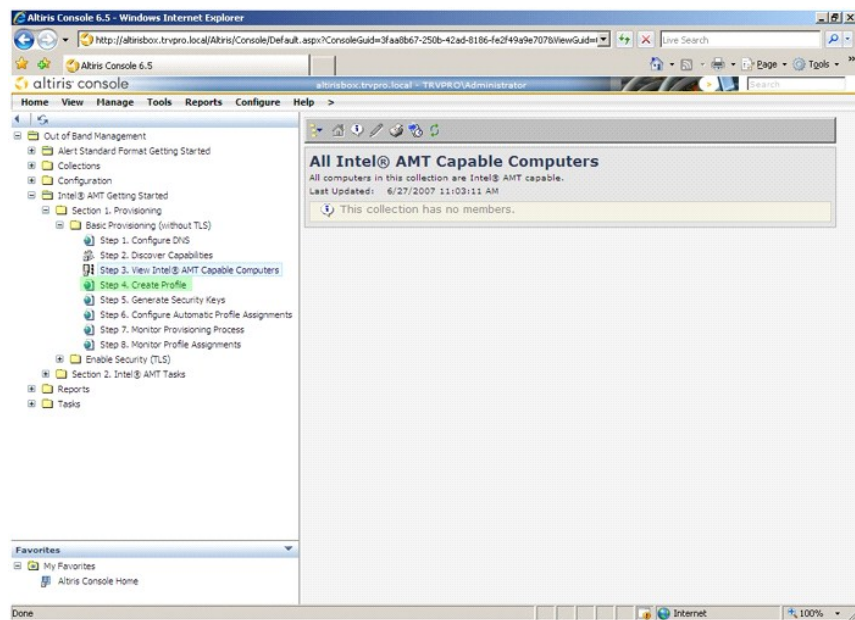 Altiris Console 6.5 - Windows Internet Explorer
http://altirisbox.trvpro.local/Altiris/Console/Default.aspx?ConsoleGuid=3faa8b67-250b-42ad-8186-fe2f49a9e707&ViewGuid=
Live Search
Altiris Console 6.5
Page
Tools
altiris console
altirisbox.trvpro.local - TRVPRO\Administrator
Search
Home View Manage Tools Reports Configure Help >
Out of Band Management
Alert Standard Format Getting Started
Collections
Configuration
Intel® AMT Getting Started
Section 1. Provisioning
Basic Provisioning (without TLS)
Step 1. Configure DNS
Step 2. Discover Capabilities
Step 3. View Intel® AMT Capable Computers
Step 4. Create Profile
Step 5. Generate Security Keys
Step 6. Configure Automatic Profile Assignments
Step 7. Monitor Provisioning Process
Step 8. Monitor Profile Assignments
Enable Security (TLS)
Section 2. Intel® AMT Tasks
Reports
Tasks
All Intel® AMT Capable Computers
All computers in this collection are Intel® AMT capable.
Last Updated: 6/27/2007 11:03:11 AM
This collection has no members.
Favorites
My Favorites
Altiris Console Home
Done
Internet
100%